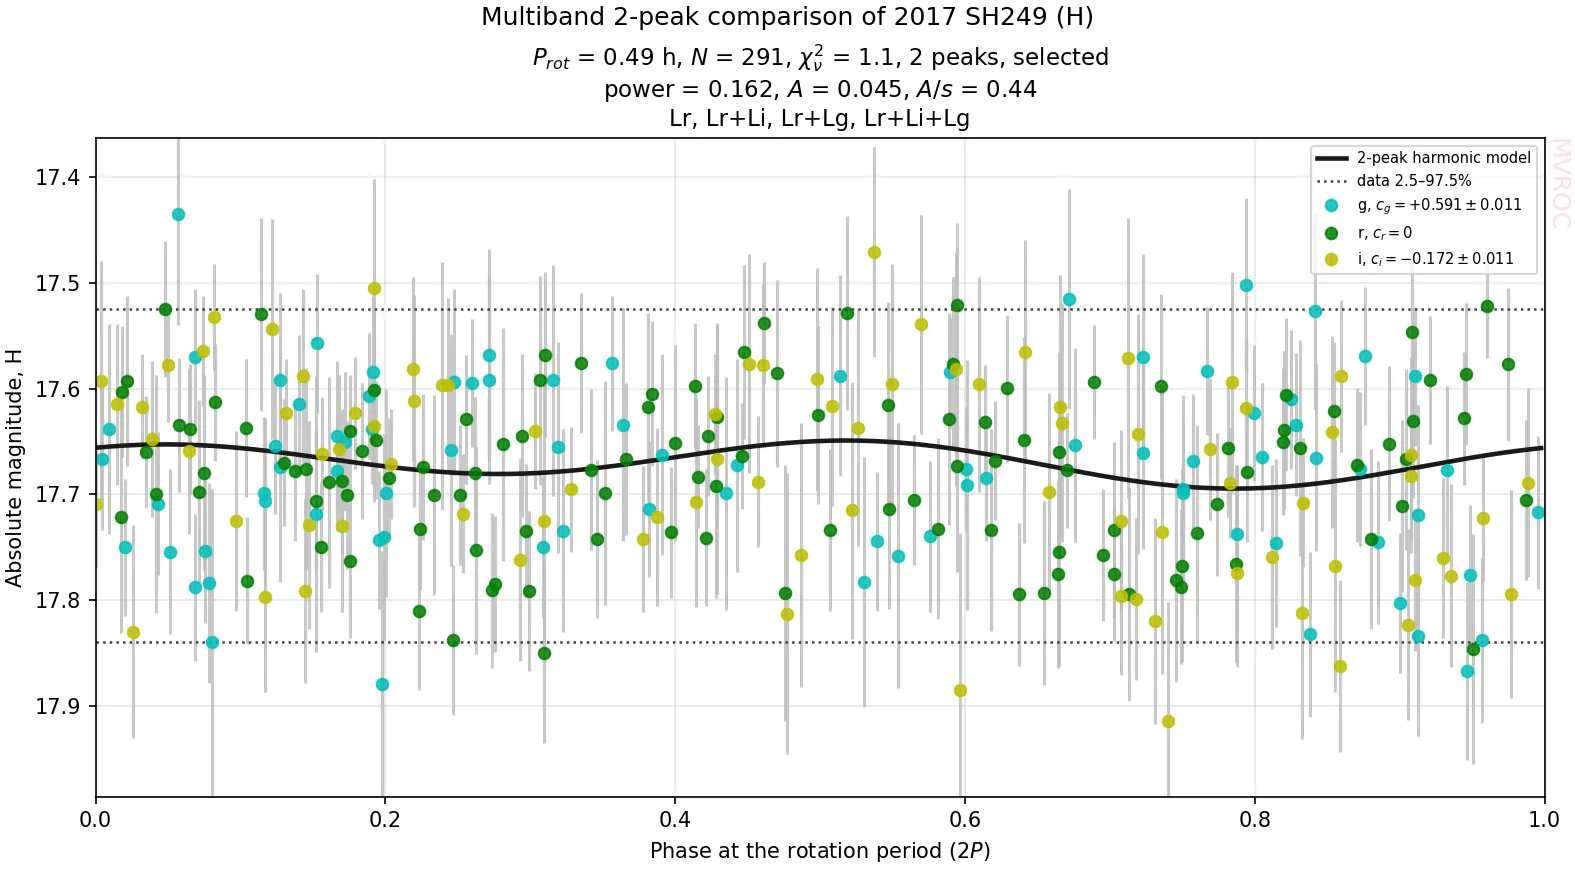 Multiband 2-peak comparison of 2017 SH249 (H)
P_rot = 0.49 h, N = 291, χ²_ν = 1.1, 2 peaks, selected
power = 0.162, A = 0.045, A/s = 0.44
Lr, Lr+Li, Lr+Lg, Lr+Li+Lg
MVROC
2-peak harmonic model
data 2.5–97.5%
g, c_g = +0.591 ± 0.011
r, c_r = 0
i, c_i = −0.172 ± 0.011
Absolute magnitude, H
17.4
17.5
17.6
17.7
17.8
17.9
0.0 0.2 0.4 0.6 0.8 1.0
Phase at the rotation period (2P)